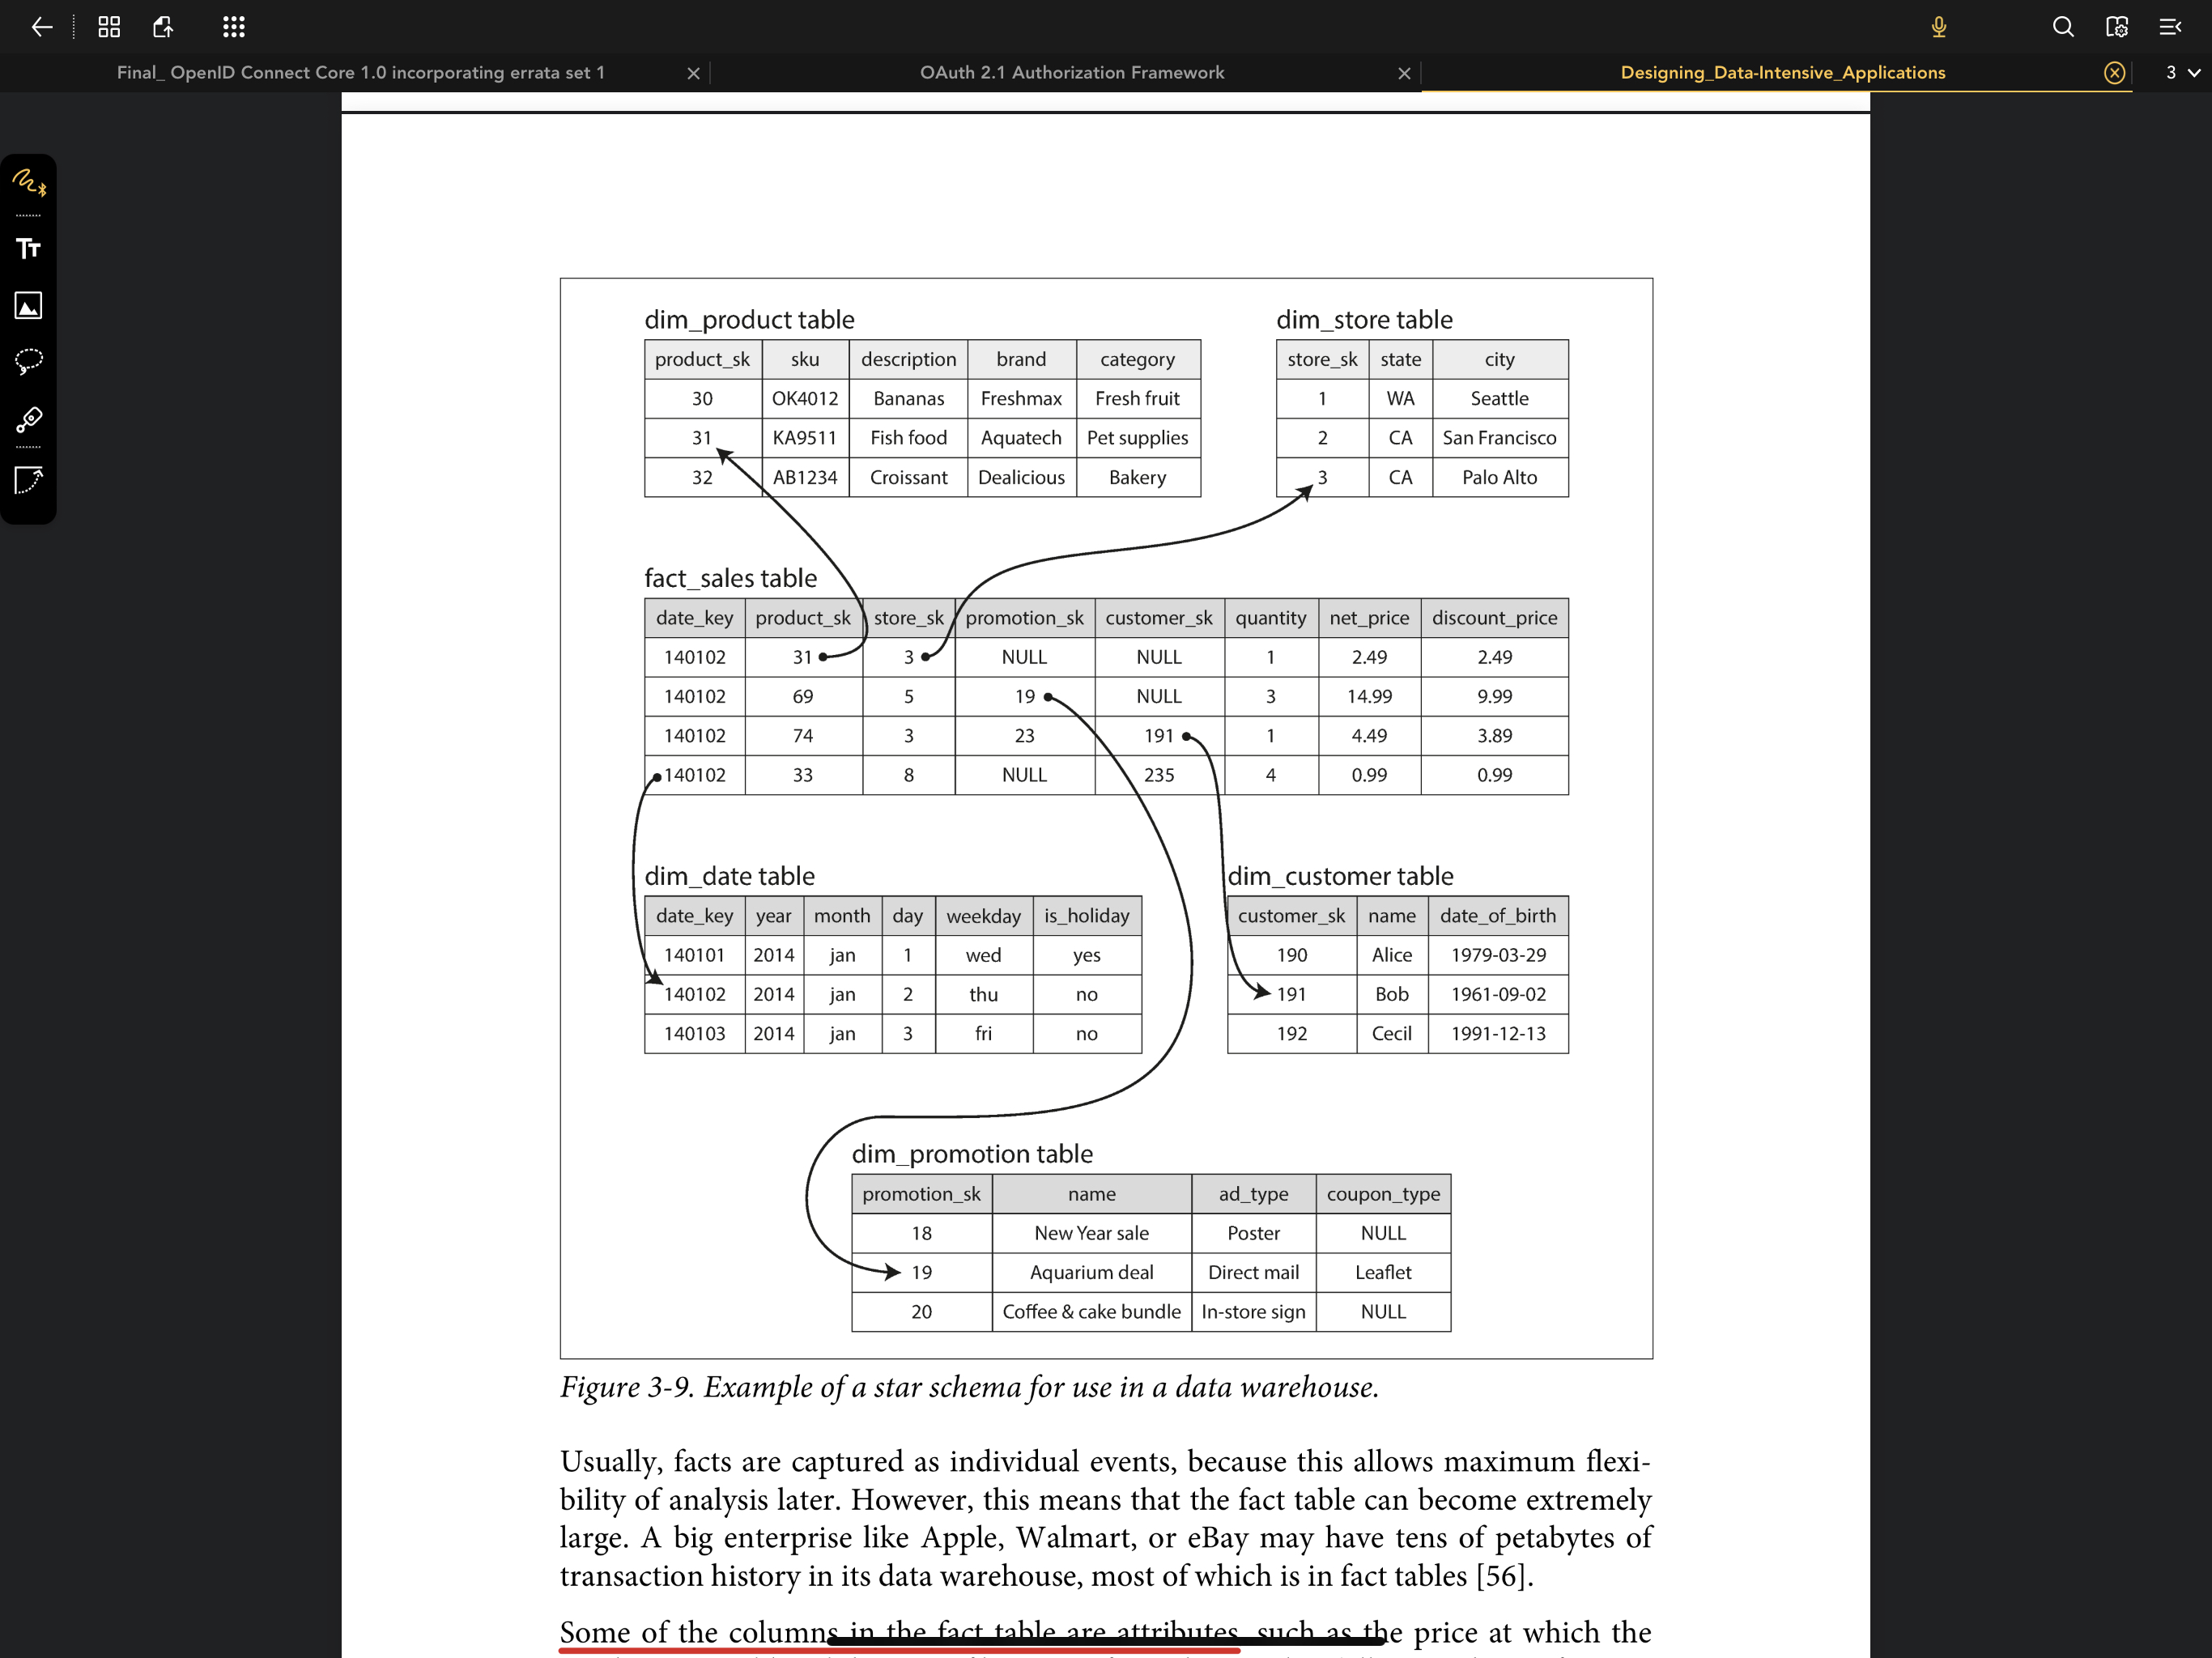 Final_ OpenID Connect Core 1.0 incorporating errata set 1
OAuth 2.1 Authorization Framework
Designing_Data-Intensive_Applications
3
TT
dim_product table
product_sk sku description brand category
30 OK4012 Bananas Freshmax Fresh fruit
31 KA9511 Fish food Aquatech Pet supplies
32 AB1234 Croissant Dealicious Bakery
dim_store table
store_sk state city
1 WA Seattle
2 CA San Francisco
3 CA Palo Alto
fact_sales table
date_key product_sk store_sk promotion_sk customer_sk quantity net_price discount_price
140102 31 3 NULL NULL 1 2.49 2.49
140102 69 5 19 NULL 3 14.99 9.99
140102 74 3 23 191 1 4.49 3.89
140102 33 8 NULL 235 4 0.99 0.99
dim_date table
date_key year month day weekday is_holiday
140101 2014 jan 1 wed yes
140102 2014 jan 2 thu no
140103 2014 jan 3 fri no
dim_customer table
customer_sk name date_of_birth
190 Alice 1979-03-29
191 Bob 1961-09-02
192 Cecil 1991-12-13
dim_promotion table
promotion_sk name ad_type coupon_type
18 New Year sale Poster NULL
19 Aquarium deal Direct mail Leaflet
20 Coffee & cake bundle In-store sign NULL
Figure 3-9. Example of a star schema for use in a data warehouse.
Usually, facts are captured as individual events, because this allows maximum flexi-
bility of analysis later. However, this means that the fact table can become extremely
large. A big enterprise like Apple, Walmart, or eBay may have tens of petabytes of
transaction history in its data warehouse, most of which is in fact tables [56].
Some of the columns in the fact table are attributes, such as the price at which the